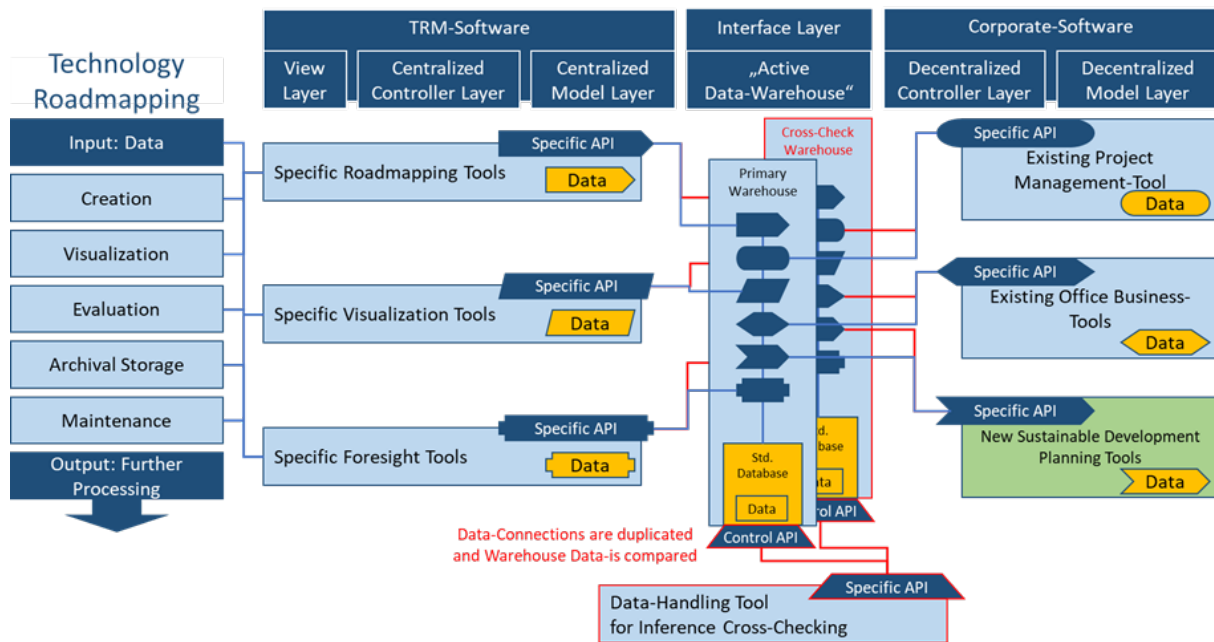 TRM-Software
Interface Layer
Corporate-Software
Technology
Roadmapping
View
Layer
Centralized
Controller Layer
Centralized
Model Layer
„Active
Data-Warehouse“
Decentralized
Controller Layer
Decentralized
Model Layer
Input: Data
Creation
Visualization
Evaluation
Archival Storage
Maintenance
Output: Further
Processing
Specific API
Specific Roadmapping Tools
Data
Specific API
Specific Visualization Tools
Data
Specific API
Specific Foresight Tools
Data
Cross-Check
Warehouse
Primary
Warehouse
Std.
Database
Data
Control API
Specific API
Existing Project
Management-Tool
Data
Specific API
Existing Office Business-
Tools
Data
Specific API
New Sustainable Development
Planning Tools
Data
Data-Connections are duplicated
and Warehouse Data-is compared
Specific API
Data-Handling Tool
for Inference Cross-Checking